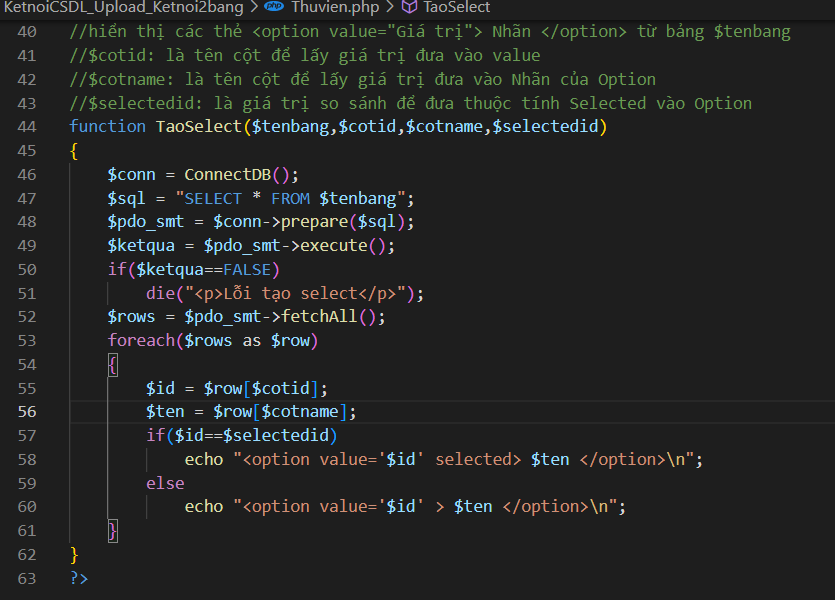 KetnoiCSDL_Upload_Ketnoi2bang > php Thuvien.php > TaoSelect
40 //hiển thị các thẻ <option value="Giá trị"> Nhãn </option> từ bảng $tenbang
41 //$cotid: là tên cột để lấy giá trị đưa vào value
42 //$cotname: là tên cột để lấy giá trị đưa vào Nhãn của Option
43 //$selectedid: là giá trị so sánh để đưa thuộc tính Selected vào Option
44 function TaoSelect($tenbang,$cotid,$cotname,$selectedid)
45 {
46     $conn = ConnectDB();
47     $sql = "SELECT * FROM $tenbang";
48     $pdo_smt = $conn->prepare($sql);
49     $ketqua = $pdo_smt->execute();
50     if($ketqua==FALSE)
51         die("<p>Lỗi tạo select</p>");
52     $rows = $pdo_smt->fetchAll();
53     foreach($rows as $row)
54     {
55         $id = $row[$cotid];
56         $ten = $row[$cotname];
57         if($id==$selectedid)
58             echo "<option value='$id' selected> $ten </option>\n";
59         else
60             echo "<option value='$id' > $ten </option>\n";
61     }
62 }
63 ?>